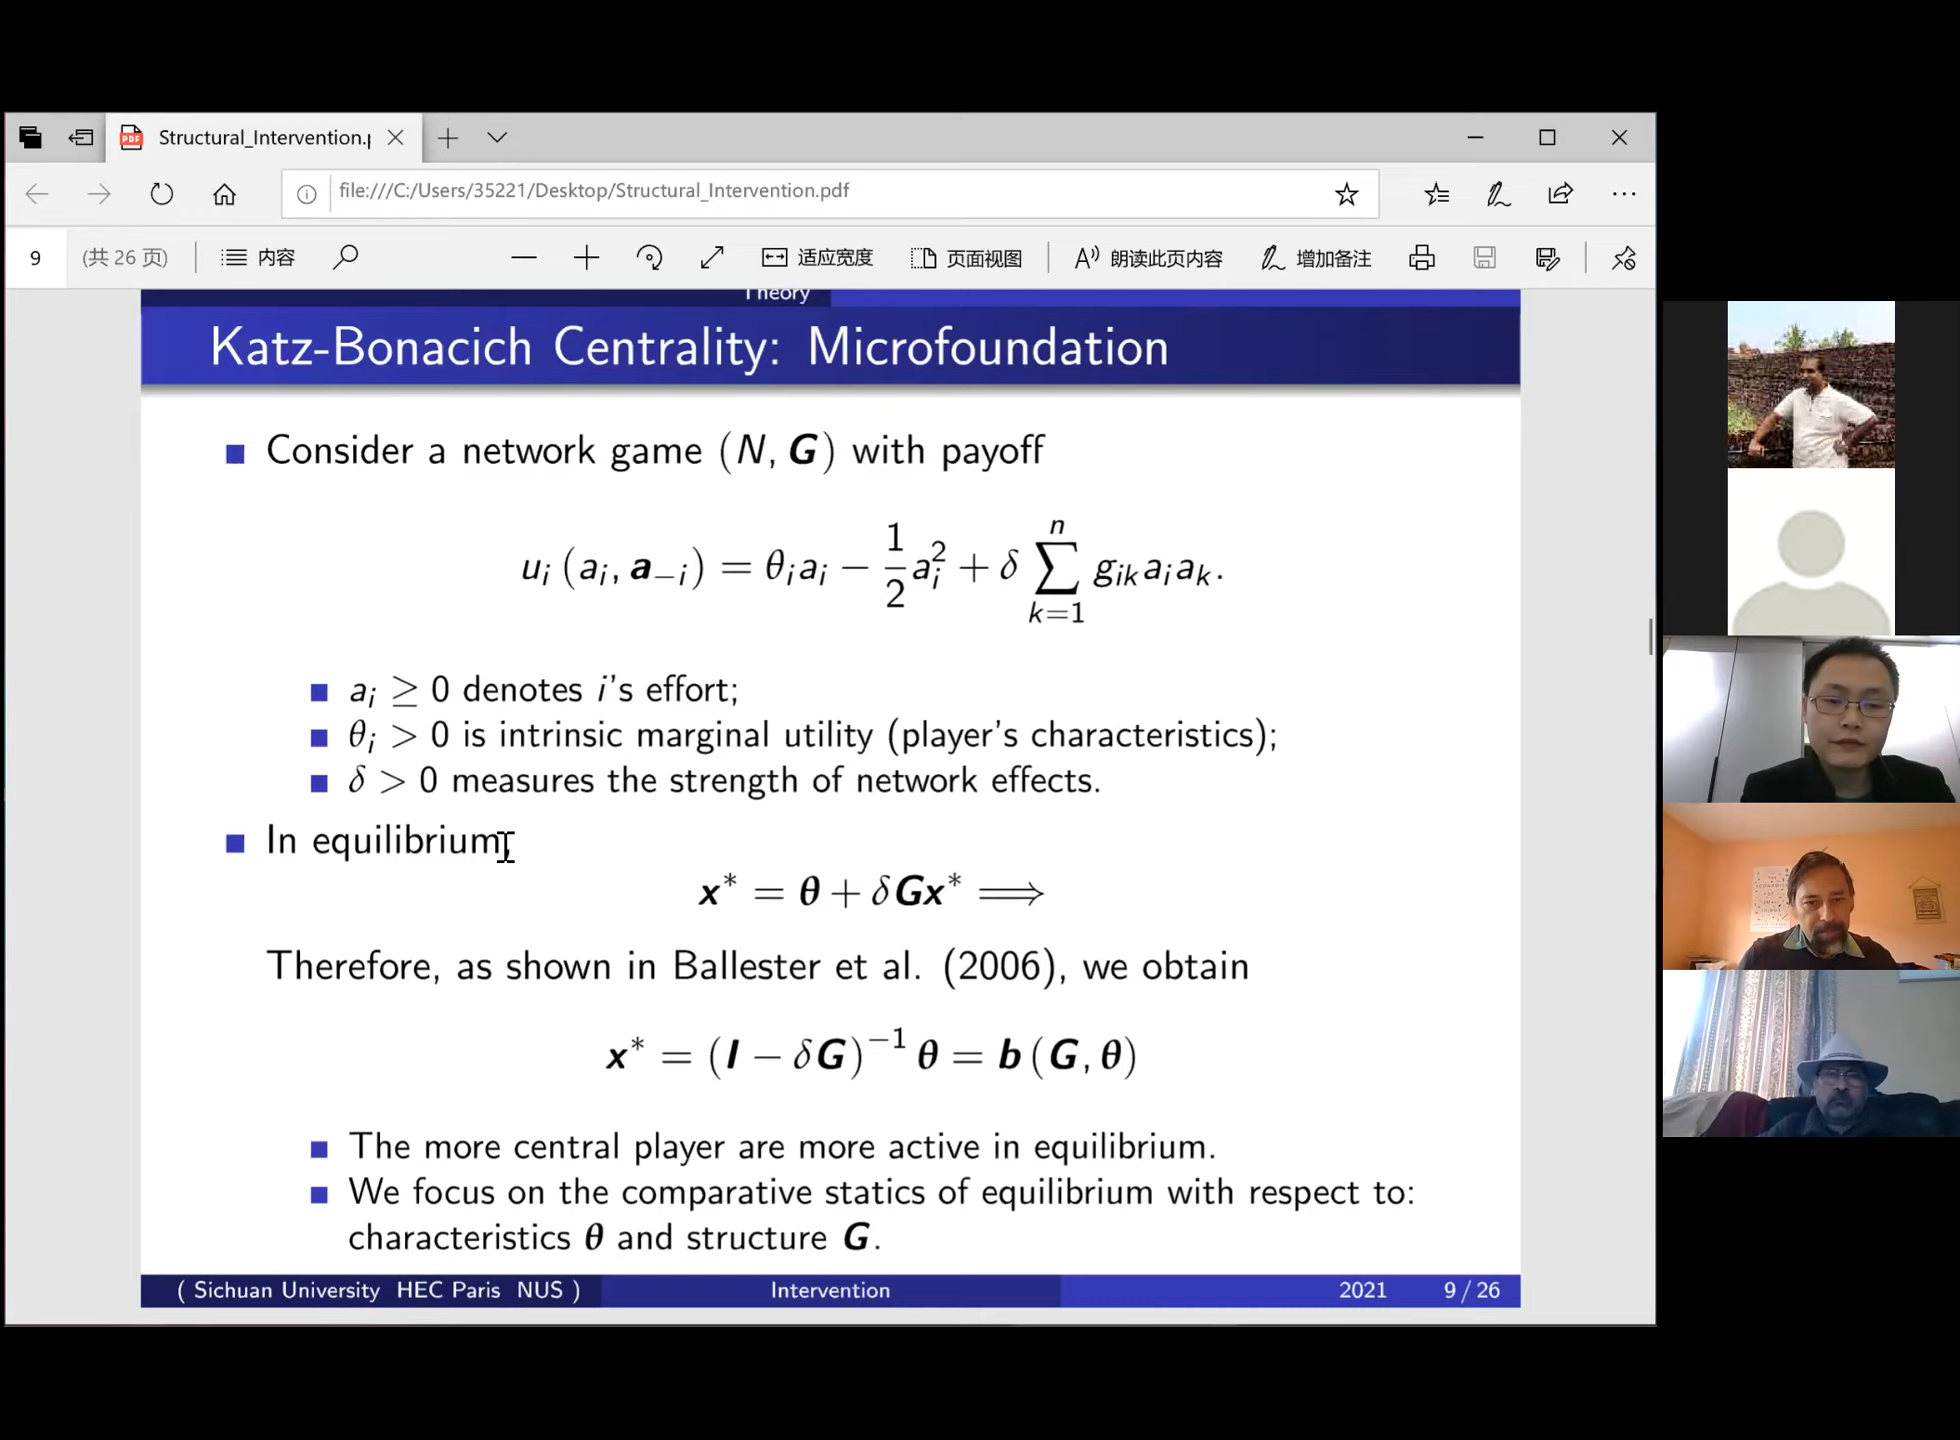 Structural_Intervention.p
file:///C:/Users/35221/Desktop/Structural_Intervention.pdf
9 (共 26 页) 内容 适应宽度 页面视图 朗读此页内容 增加备注
Theory
Katz-Bonacich Centrality: Microfoundation
Consider a network game (N, G) with payoff
u_i (a_i, a_{-i}) = θ_i a_i − \frac{1}{2} a_i^2 + δ \sum_{k=1}^{n} g_{ik} a_i a_k.
a_i ≥ 0 denotes i's effort;
θ_i > 0 is intrinsic marginal utility (player's characteristics);
δ > 0 measures the strength of network effects.
In equilibrium,
x* = θ + δGx* ⟹
Therefore, as shown in Ballester et al. (2006), we obtain
x* = (I − δG)^{-1} θ = b (G, θ)
The more central player are more active in equilibrium.
We focus on the comparative statics of equilibrium with respect to:
characteristics θ and structure G.
( Sichuan University HEC Paris NUS ) Intervention 2021 9 / 26